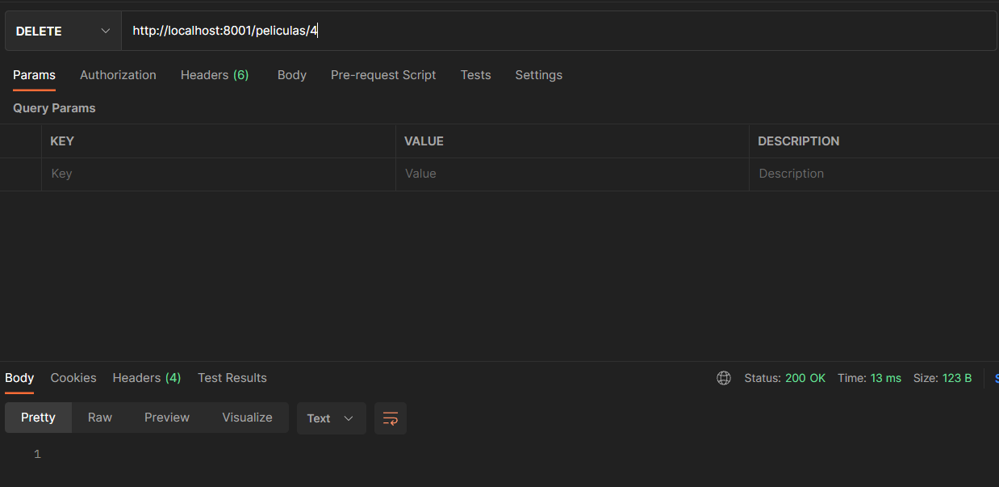 DELETE http://localhost:8001/peliculas/4
Params Authorization Headers (6) Body Pre-request Script Tests Settings
Query Params
KEY VALUE DESCRIPTION
Key Value Description
Body Cookies Headers (4) Test Results Status: 200 OK Time: 13 ms Size: 123 B
Pretty Raw Preview Visualize Text
1